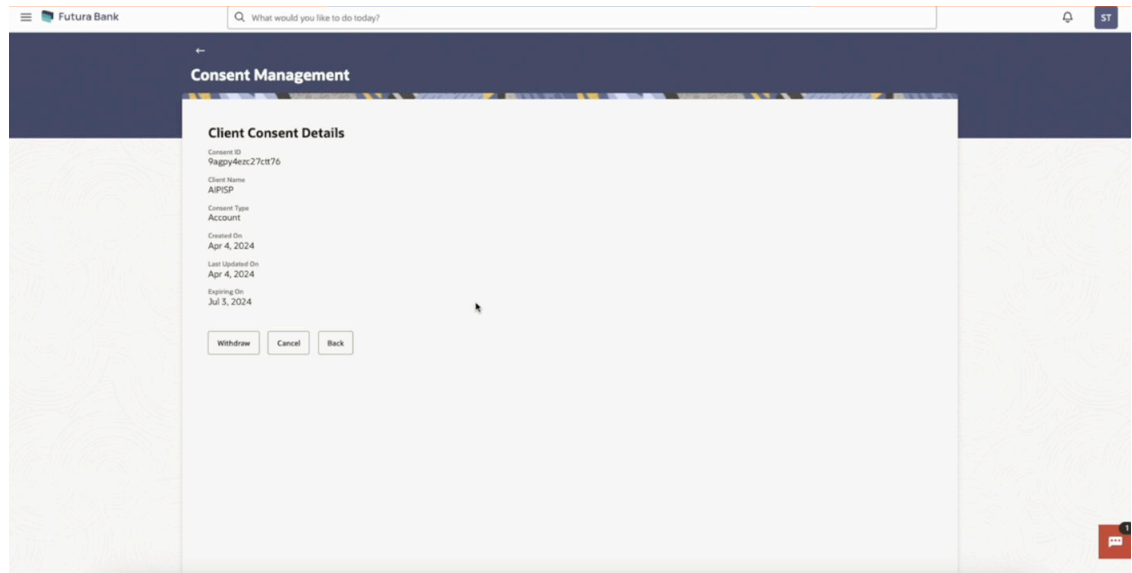 Futura Bank
What would you like to do today?
ST
Consent Management
Client Consent Details
Consent ID
9agpy4ezc27ctt76
Client Name
AIPISP
Consent Type
Account
Created On
Apr 4, 2024
Last Updated On
Apr 4, 2024
Expiring On
Jul 3, 2024
Withdraw Cancel Back
1